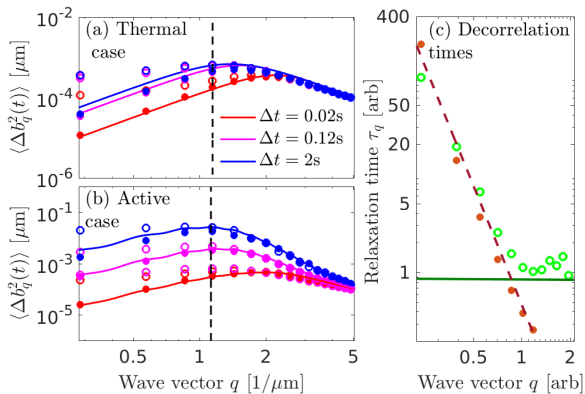 (a) Thermal
case
10^-2
10^-4
10^-6
⟨Δb_q^2(t)⟩ [μm]
Δt = 0.02s
Δt = 0.12s
Δt = 2s
(b) Active
case
10^-1
10^-3
10^-5
⟨Δb_q^2(t)⟩ [μm]
0.5
1
2
5
Wave vector q [1/μm]
(c) Decorrelation
times
400
50
20
5
1
Relaxation time τ_q [arb]
0.5
1
2
Wave vector q [arb]